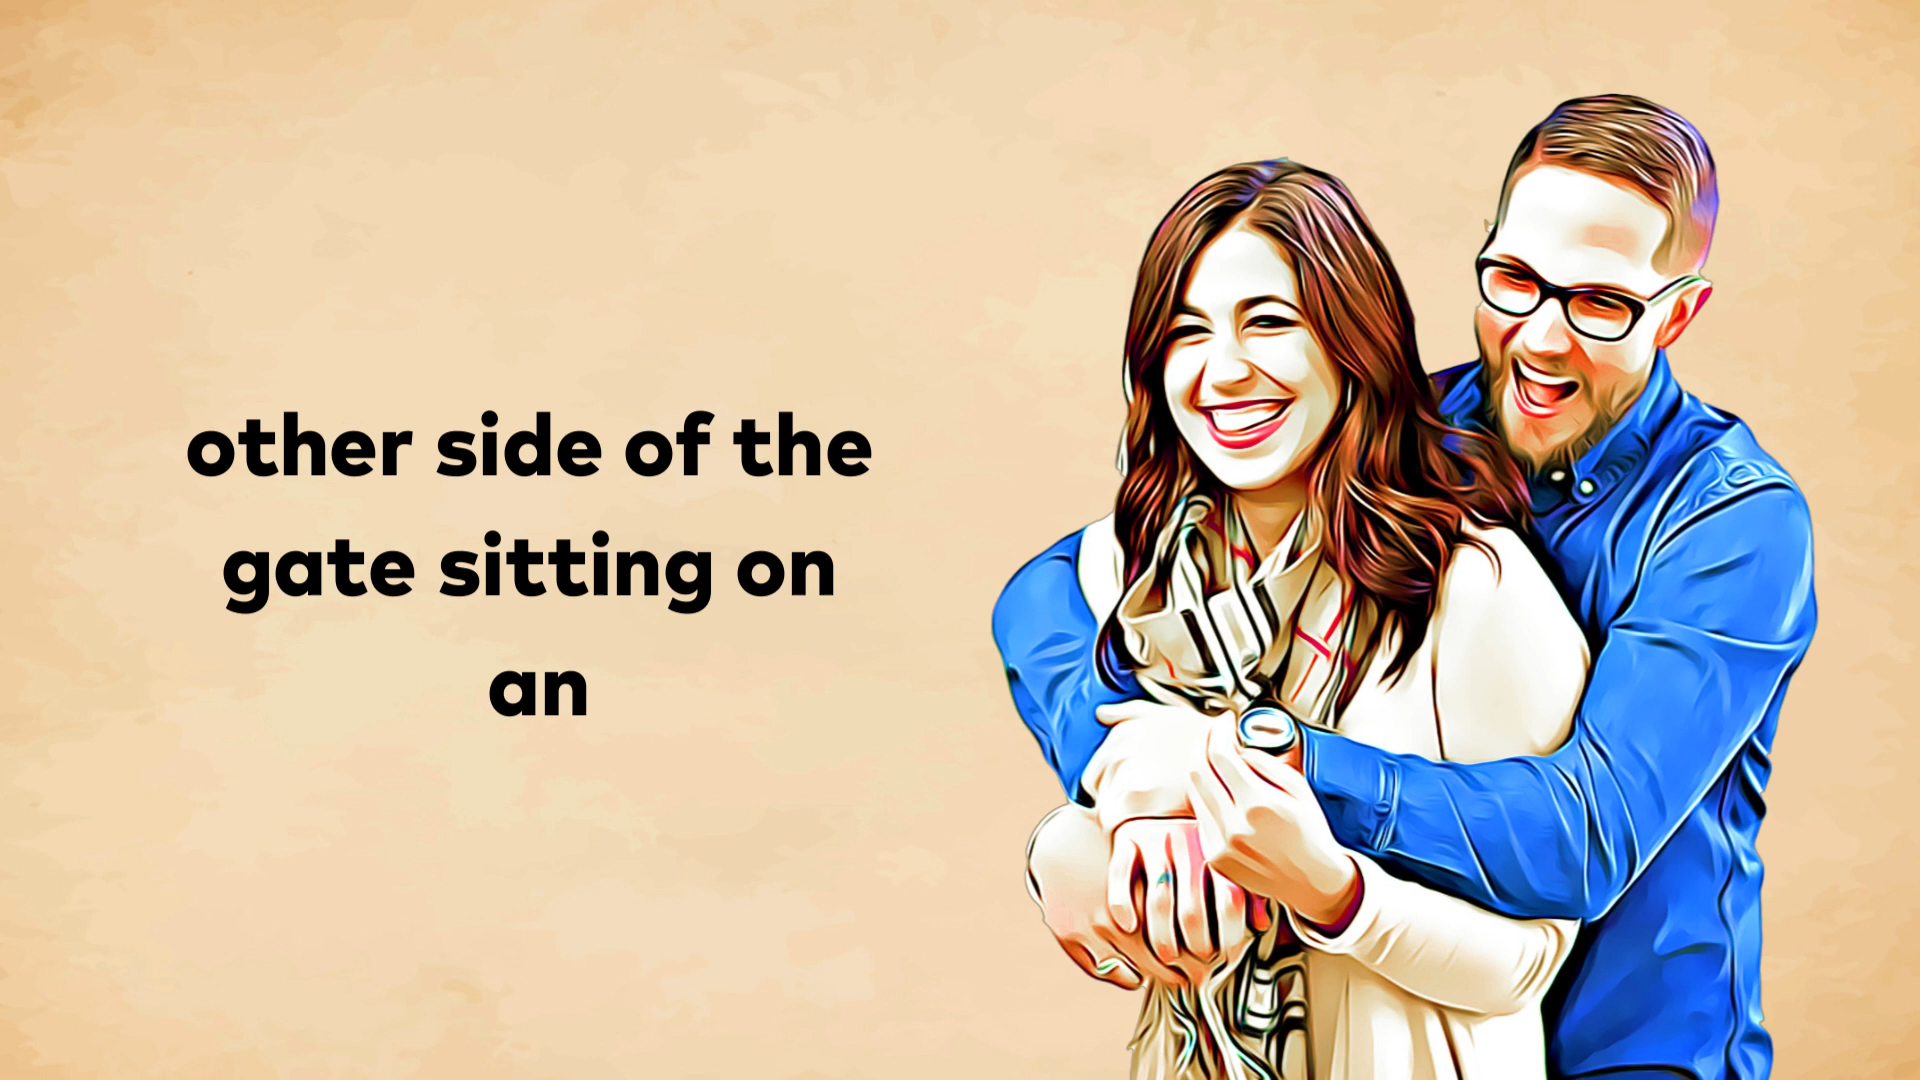 other side of the
gate sitting on
an